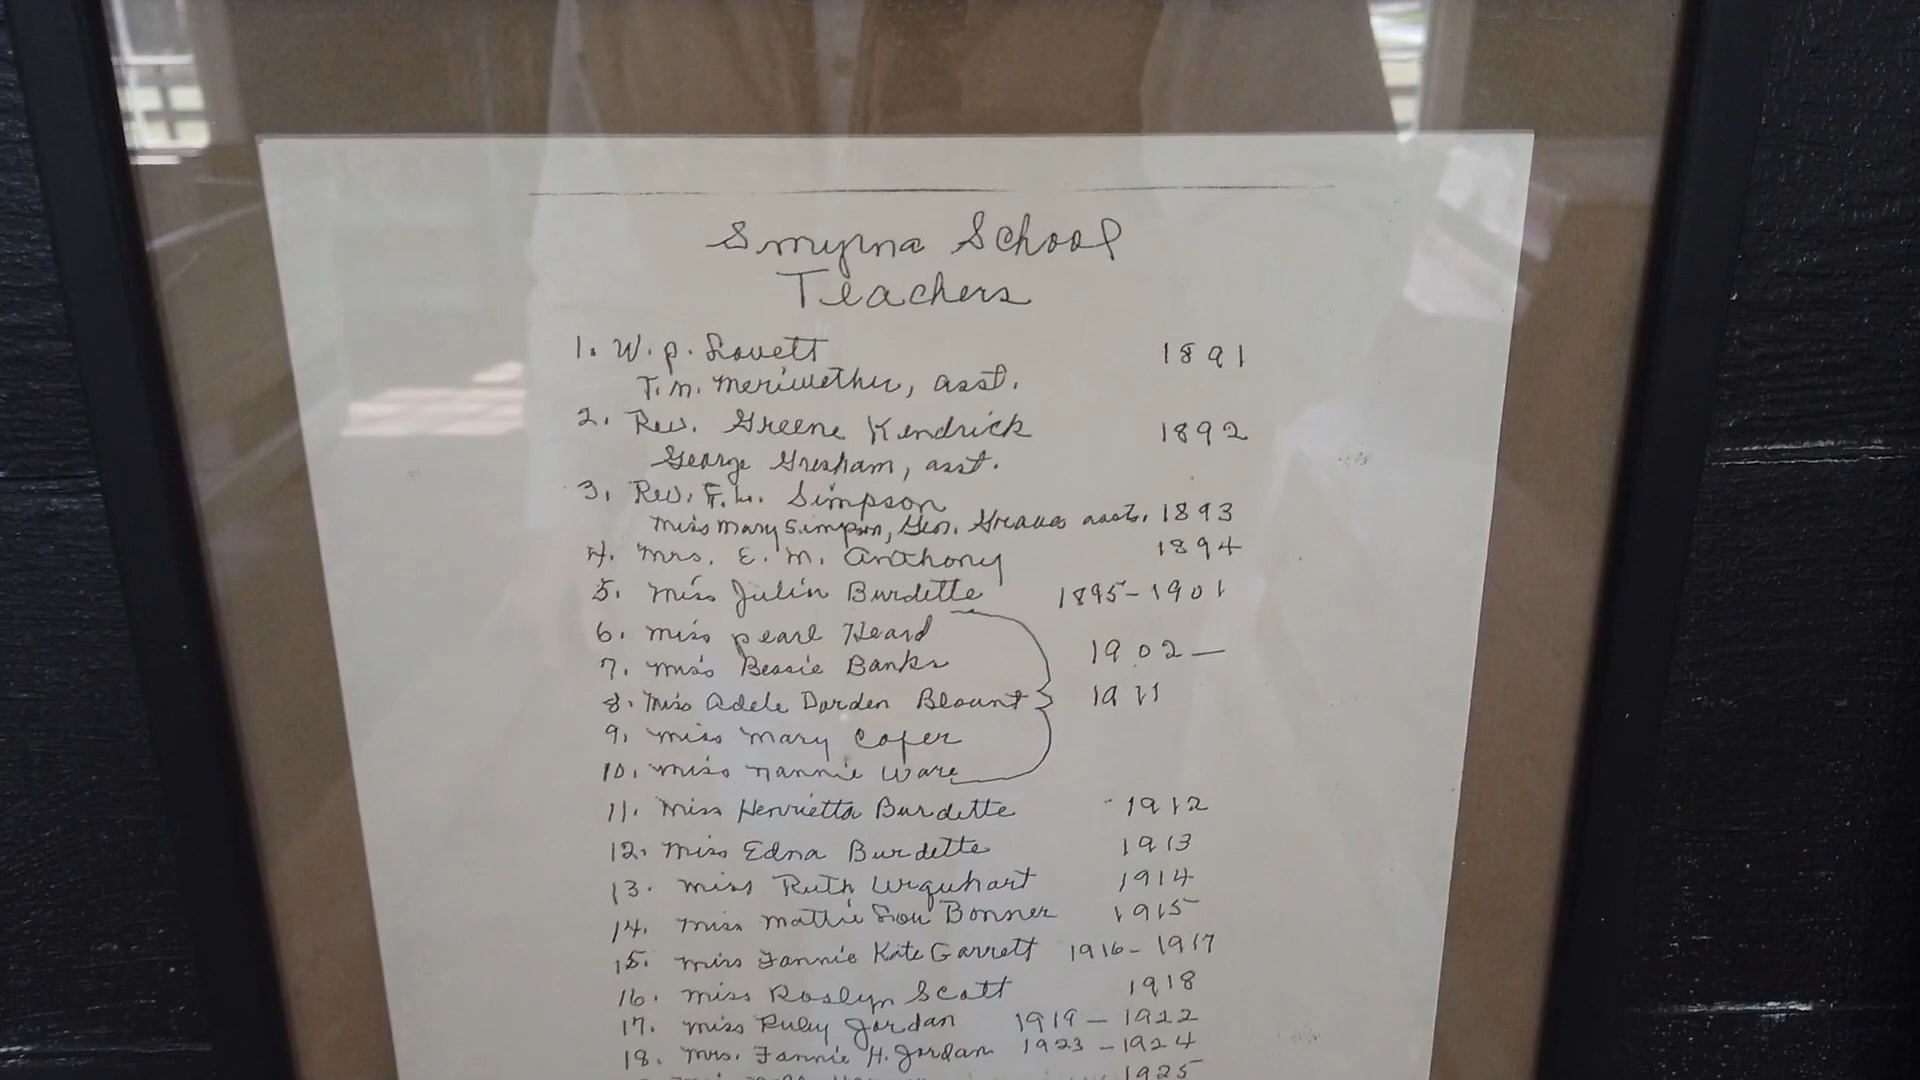 Smyrna School
Teachers
1. W. P. Lovett 1891
T. M. Meriwether, asst.
2. Rev. Greene Kendrick 1892
George Gresham, asst.
3. Rev. F. L. Simpson
Miss Mary Simpson, Geo. Graves assts. 1893
4. Mrs. E. M. Anthony 1894
5. Miss Julia Burdette 1895-1901
6. Miss Pearl Heard
7. Miss Bessie Banks 1902-
8. Miss Adele Darden Blount 1911
9. Miss Mary Cofer
10. Miss Nannie Ware
11. Miss Henrietta Burdette 1912
12. Miss Edna Burdette 1913
13. Miss Ruth Urquhart 1914
14. Miss Mattie Lou Bonner 1915
15. Miss Fannie Kate Garrett 1916-1917
16. Miss Roslyn Scott 1918
17. Miss Ruby Jordan 1919-1922
18. Mrs. Fannie H. Jordan 1923-1924
1925